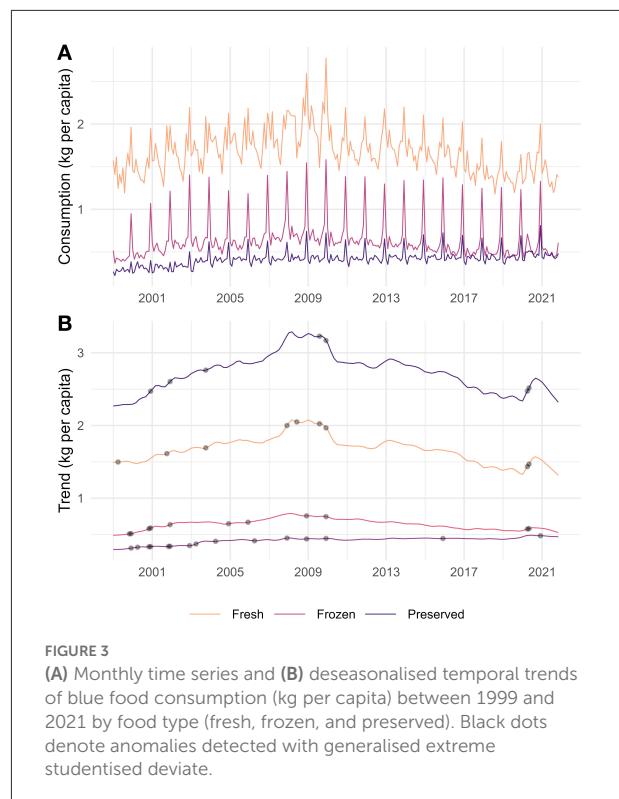 A
Consumption (kg per capita)
2
1
2001 2005 2009 2013 2017 2021
B
Trend (kg per capita)
3
2
1
2001 2005 2009 2013 2017 2021
Fresh Frozen Preserved
FIGURE 3
(A) Monthly time series and (B) deseasonalised temporal trends
of blue food consumption (kg per capita) between 1999 and
2021 by food type (fresh, frozen, and preserved). Black dots
denote anomalies detected with generalised extreme
studentised deviate.